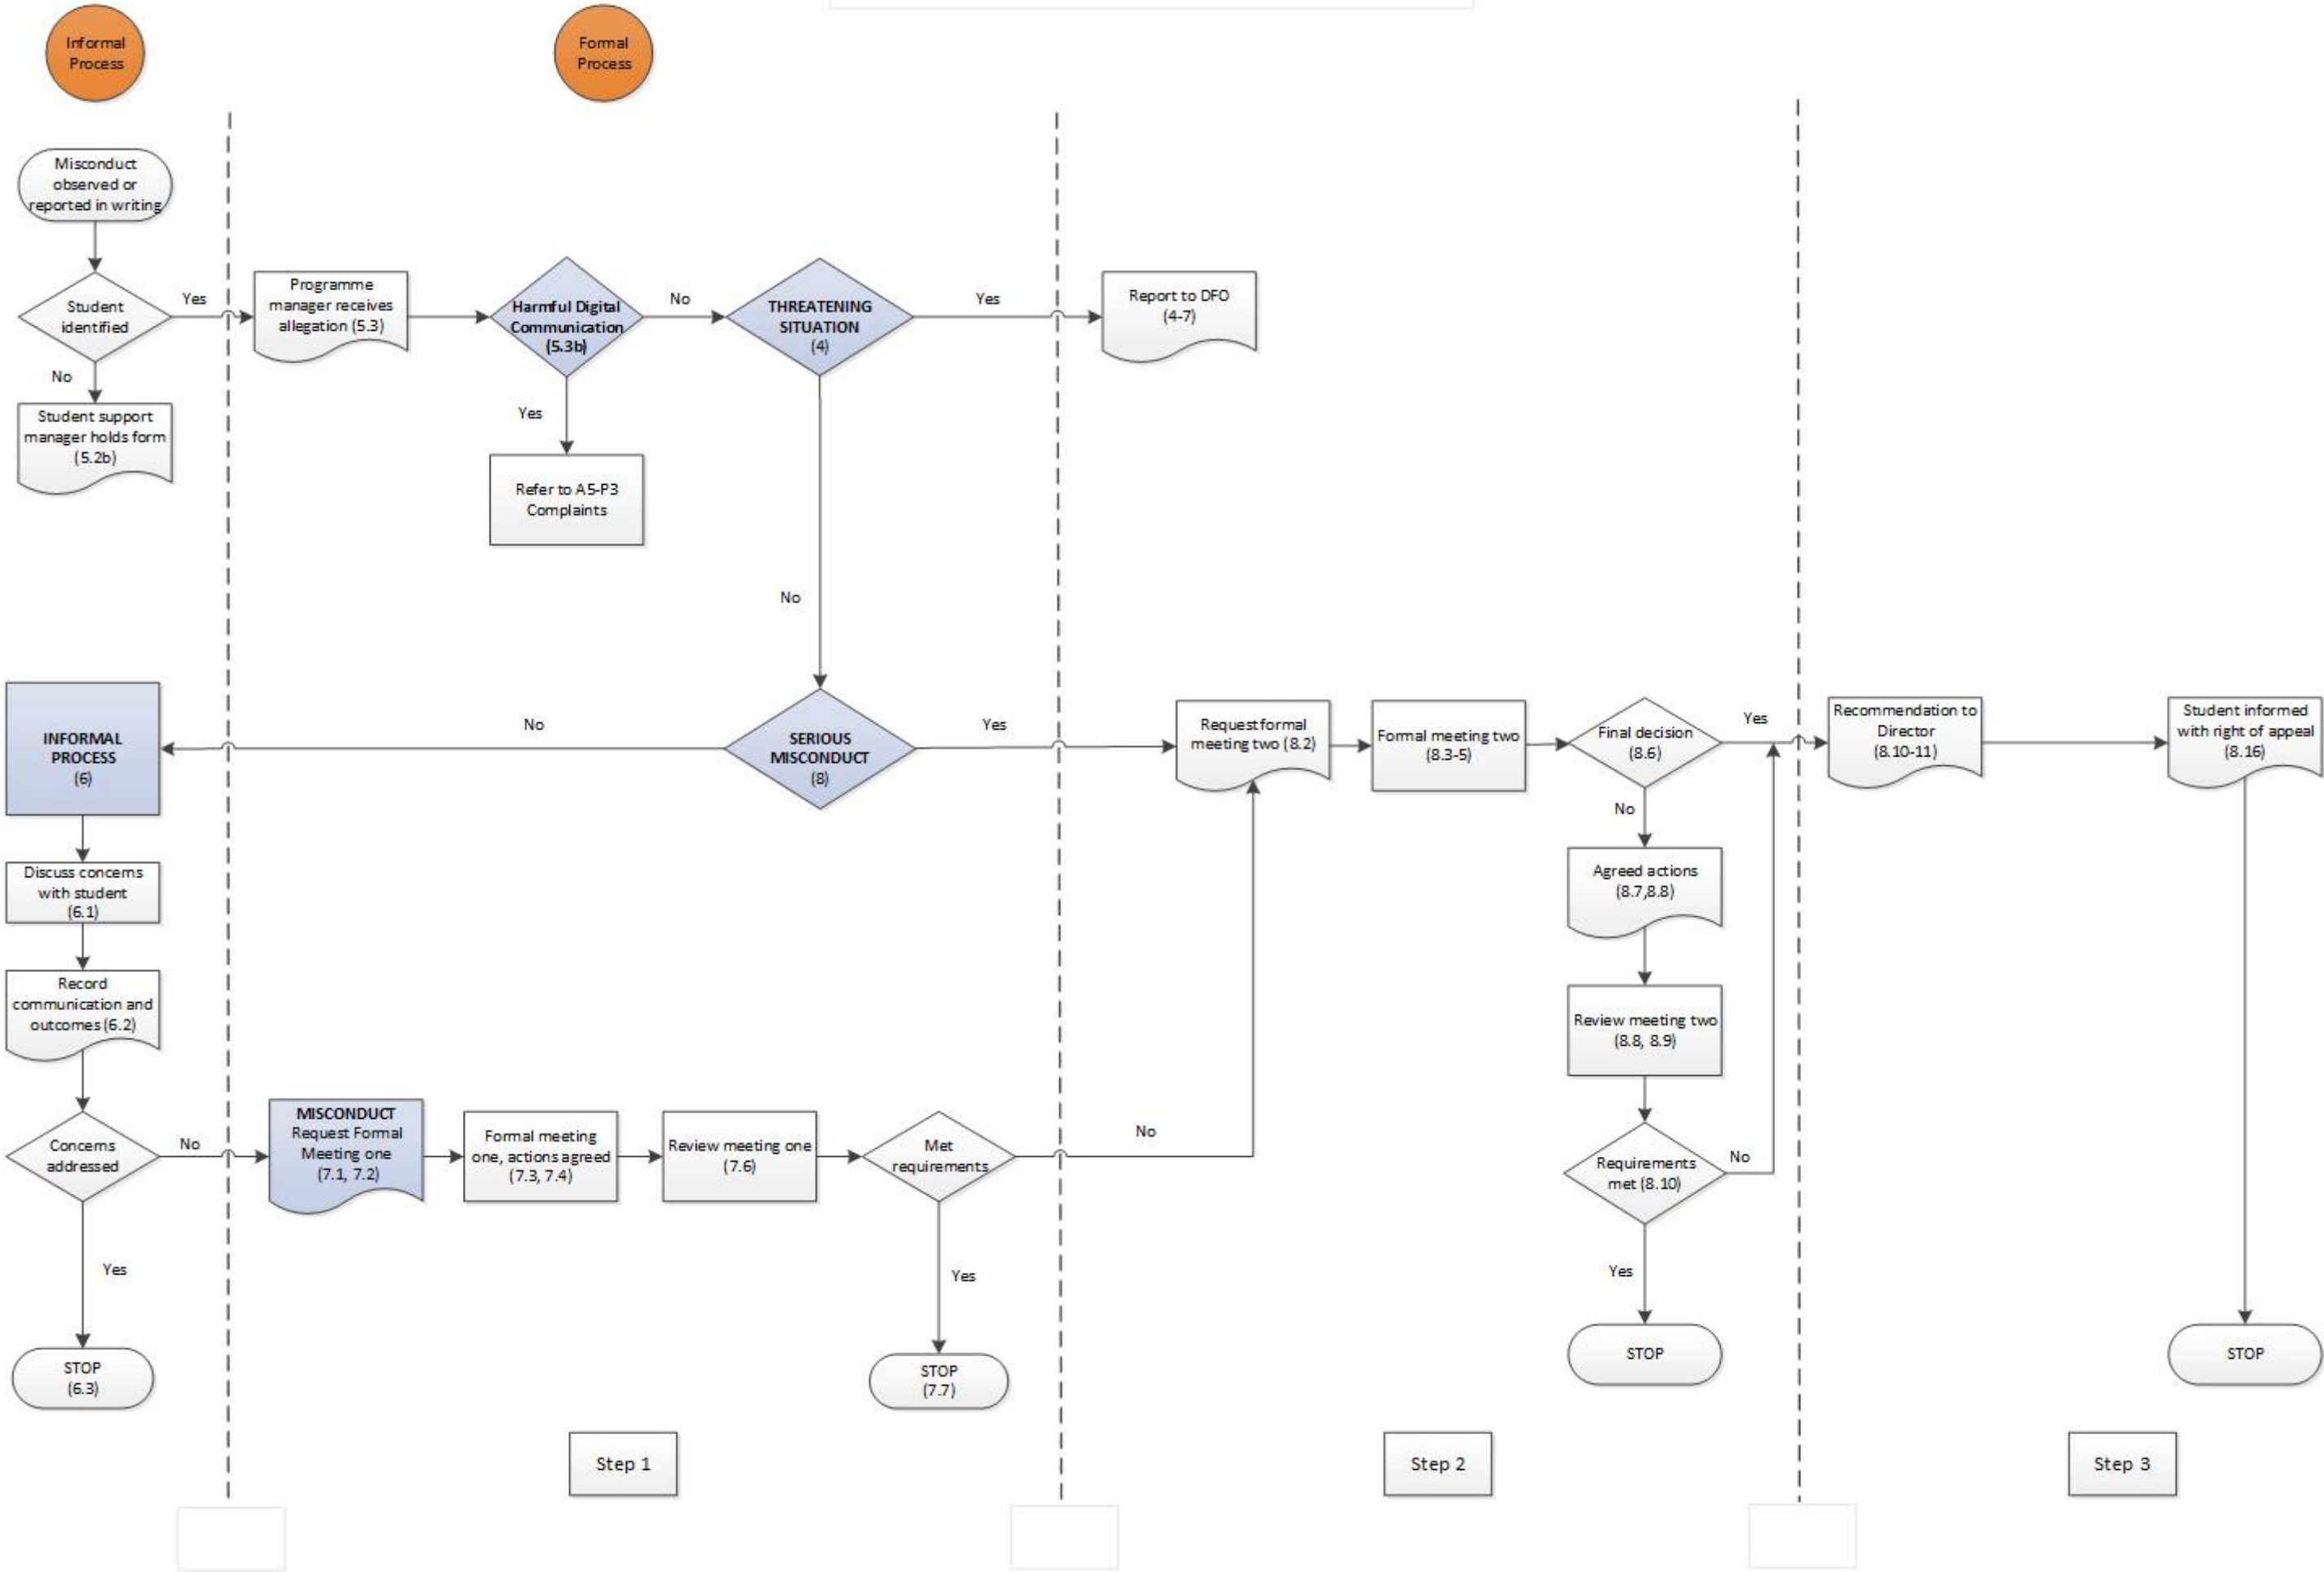 Informal
Process
Formal
Process
Misconduct
observed or
reported in writing
Student
identified
Yes
No
Student support
manager holds form
(5.2b)
Programme
manager receives
allegation (5.3)
Harmful Digital
Communication
(5.3b)
No
Yes
Refer to A5-P3
Complaints
THREATENING
SITUATION
(4)
Yes
No
Report to DFO
(4-7)
SERIOUS
MISCONDUCT
(8)
No
Yes
INFORMAL
PROCESS
(6)
Discuss concerns
with student
(6.1)
Record
communication and
outcomes (6.2)
Concerns
addressed
No
Yes
STOP
(6.3)
MISCONDUCT
Request Formal
Meeting one
(7.1, 7.2)
Formal meeting
one, actions agreed
(7.3, 7.4)
Review meeting one
(7.6)
Met
requirements
No
Yes
STOP
(7.7)
Request formal
meeting two (8.2)
Formal meeting two
(8.3-5)
Final decision
(8.6)
Yes
No
Agreed actions
(8.7,8.8)
Review meeting two
(8.8, 8.9)
Requirements
met (8.10)
No
Yes
STOP
Recommendation to
Director
(8.10-11)
Student informed
with right of appeal
(8.16)
STOP
Step 1
Step 2
Step 3